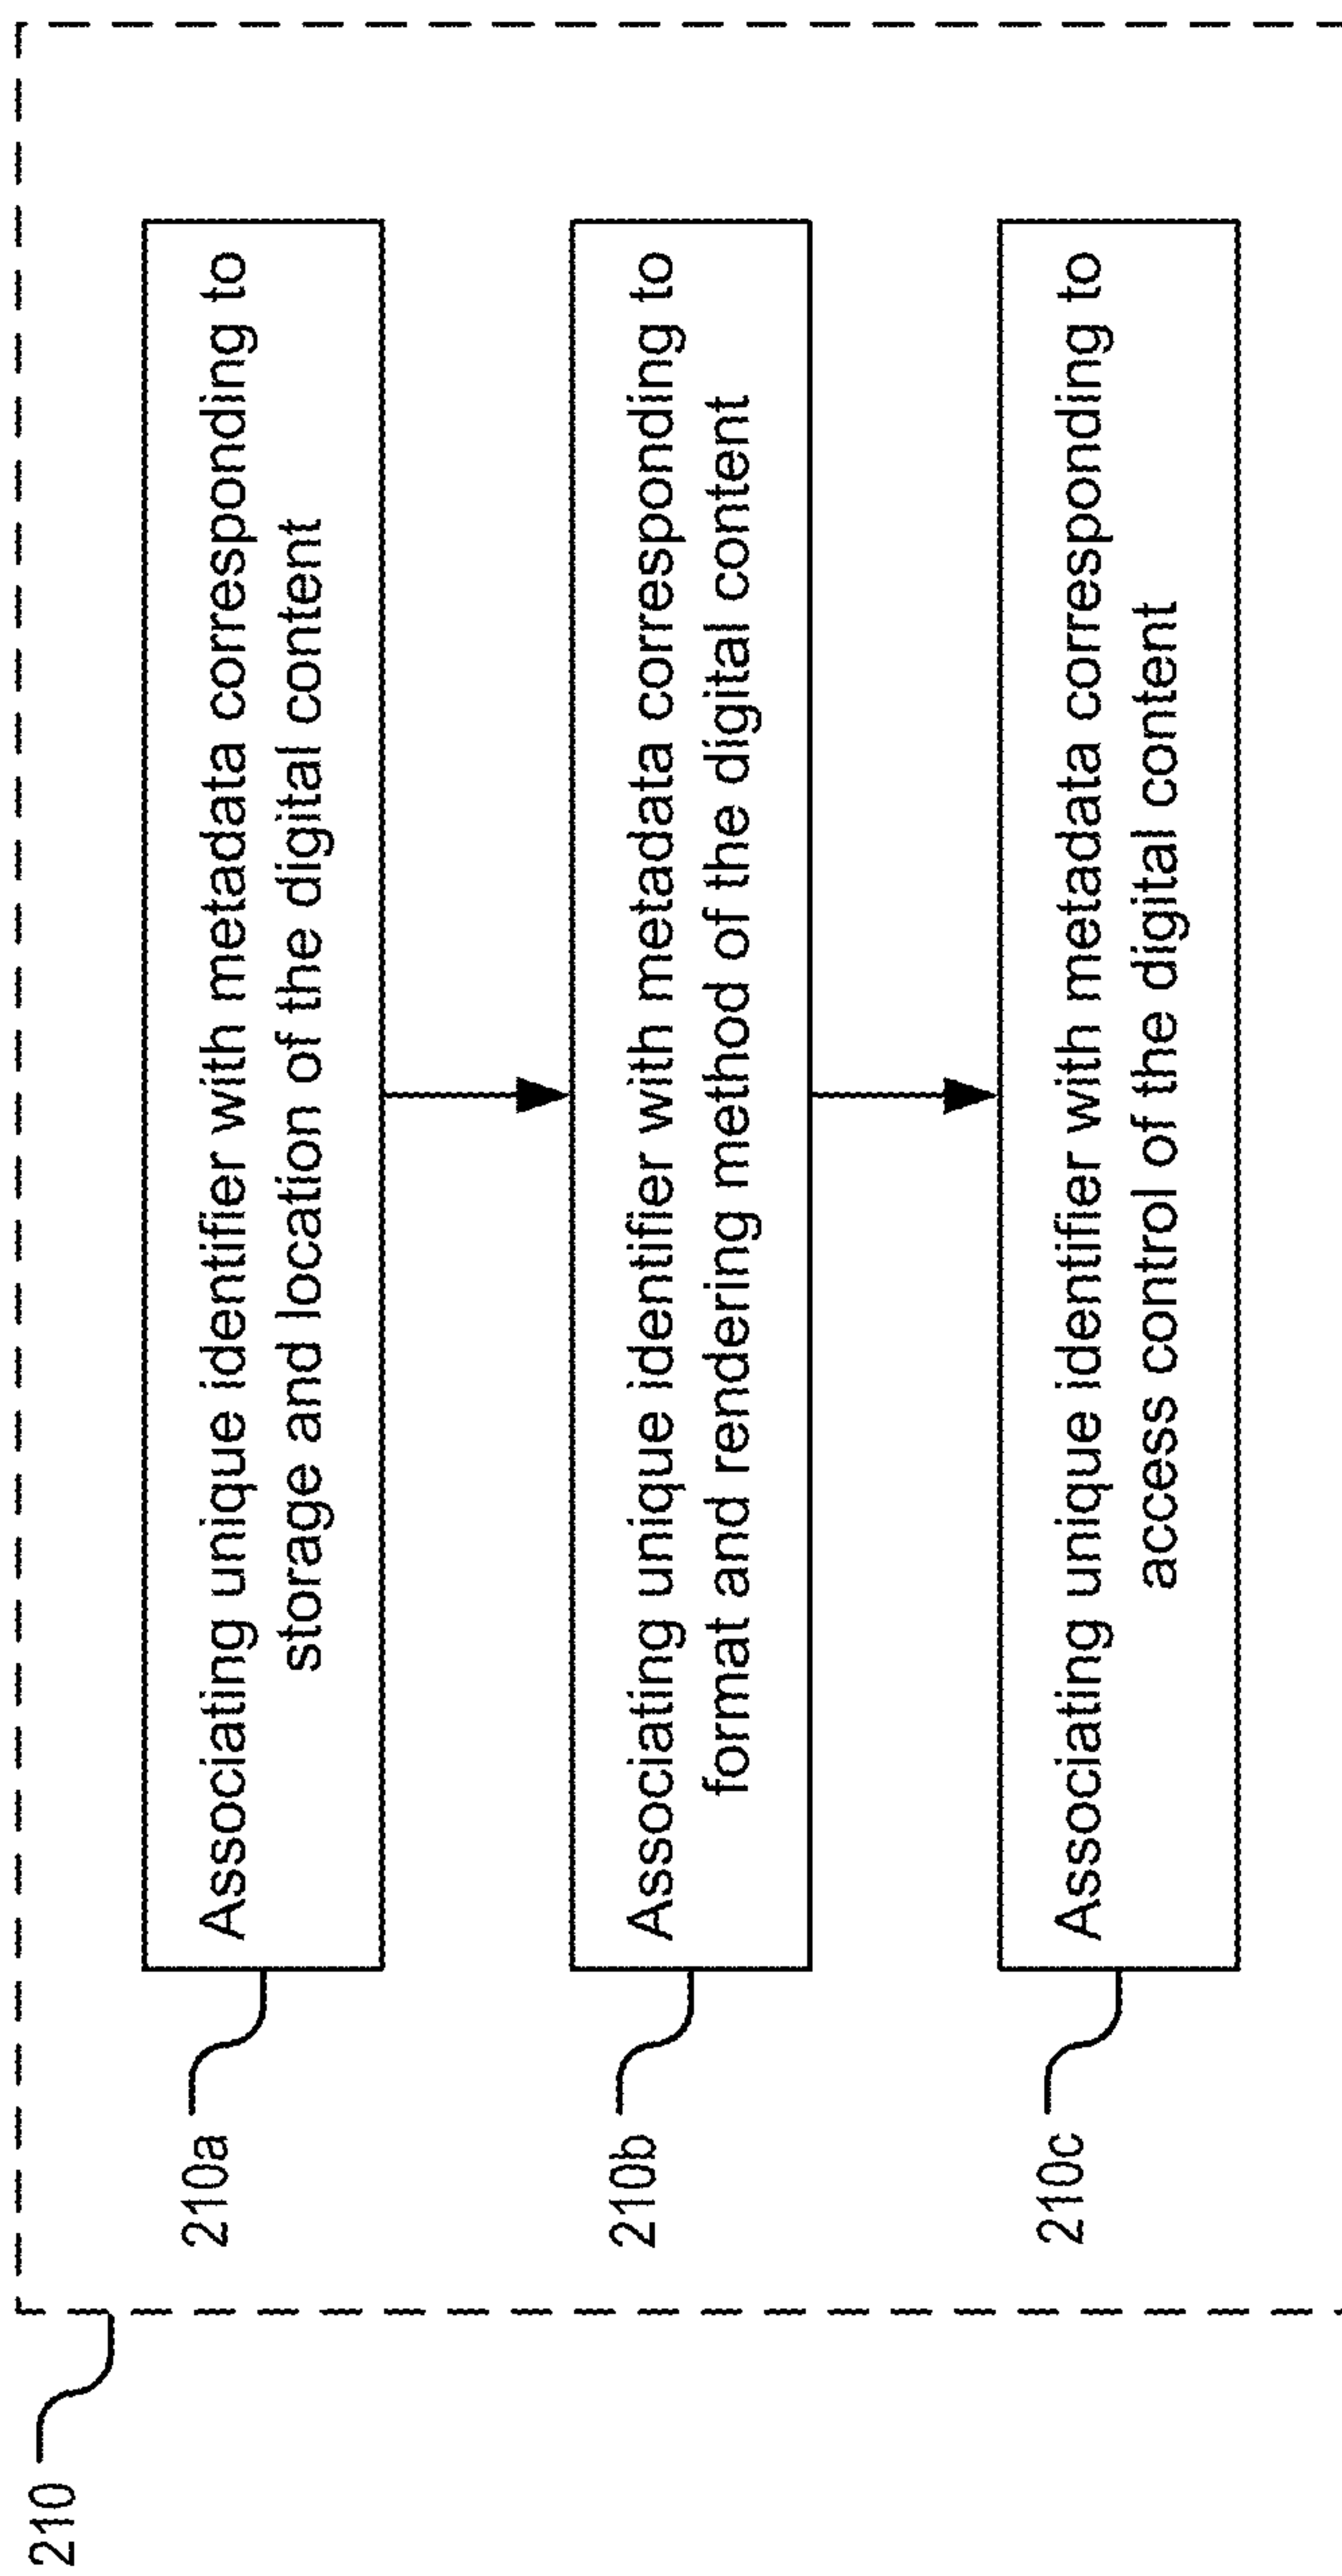 210
210a
Associating unique identifier with metadata corresponding to
storage and location of the digital content
210b
Associating unique identifier with metadata corresponding to
format and rendering method of the digital content
210c
Associating unique identifier with metadata corresponding to
access control of the digital content